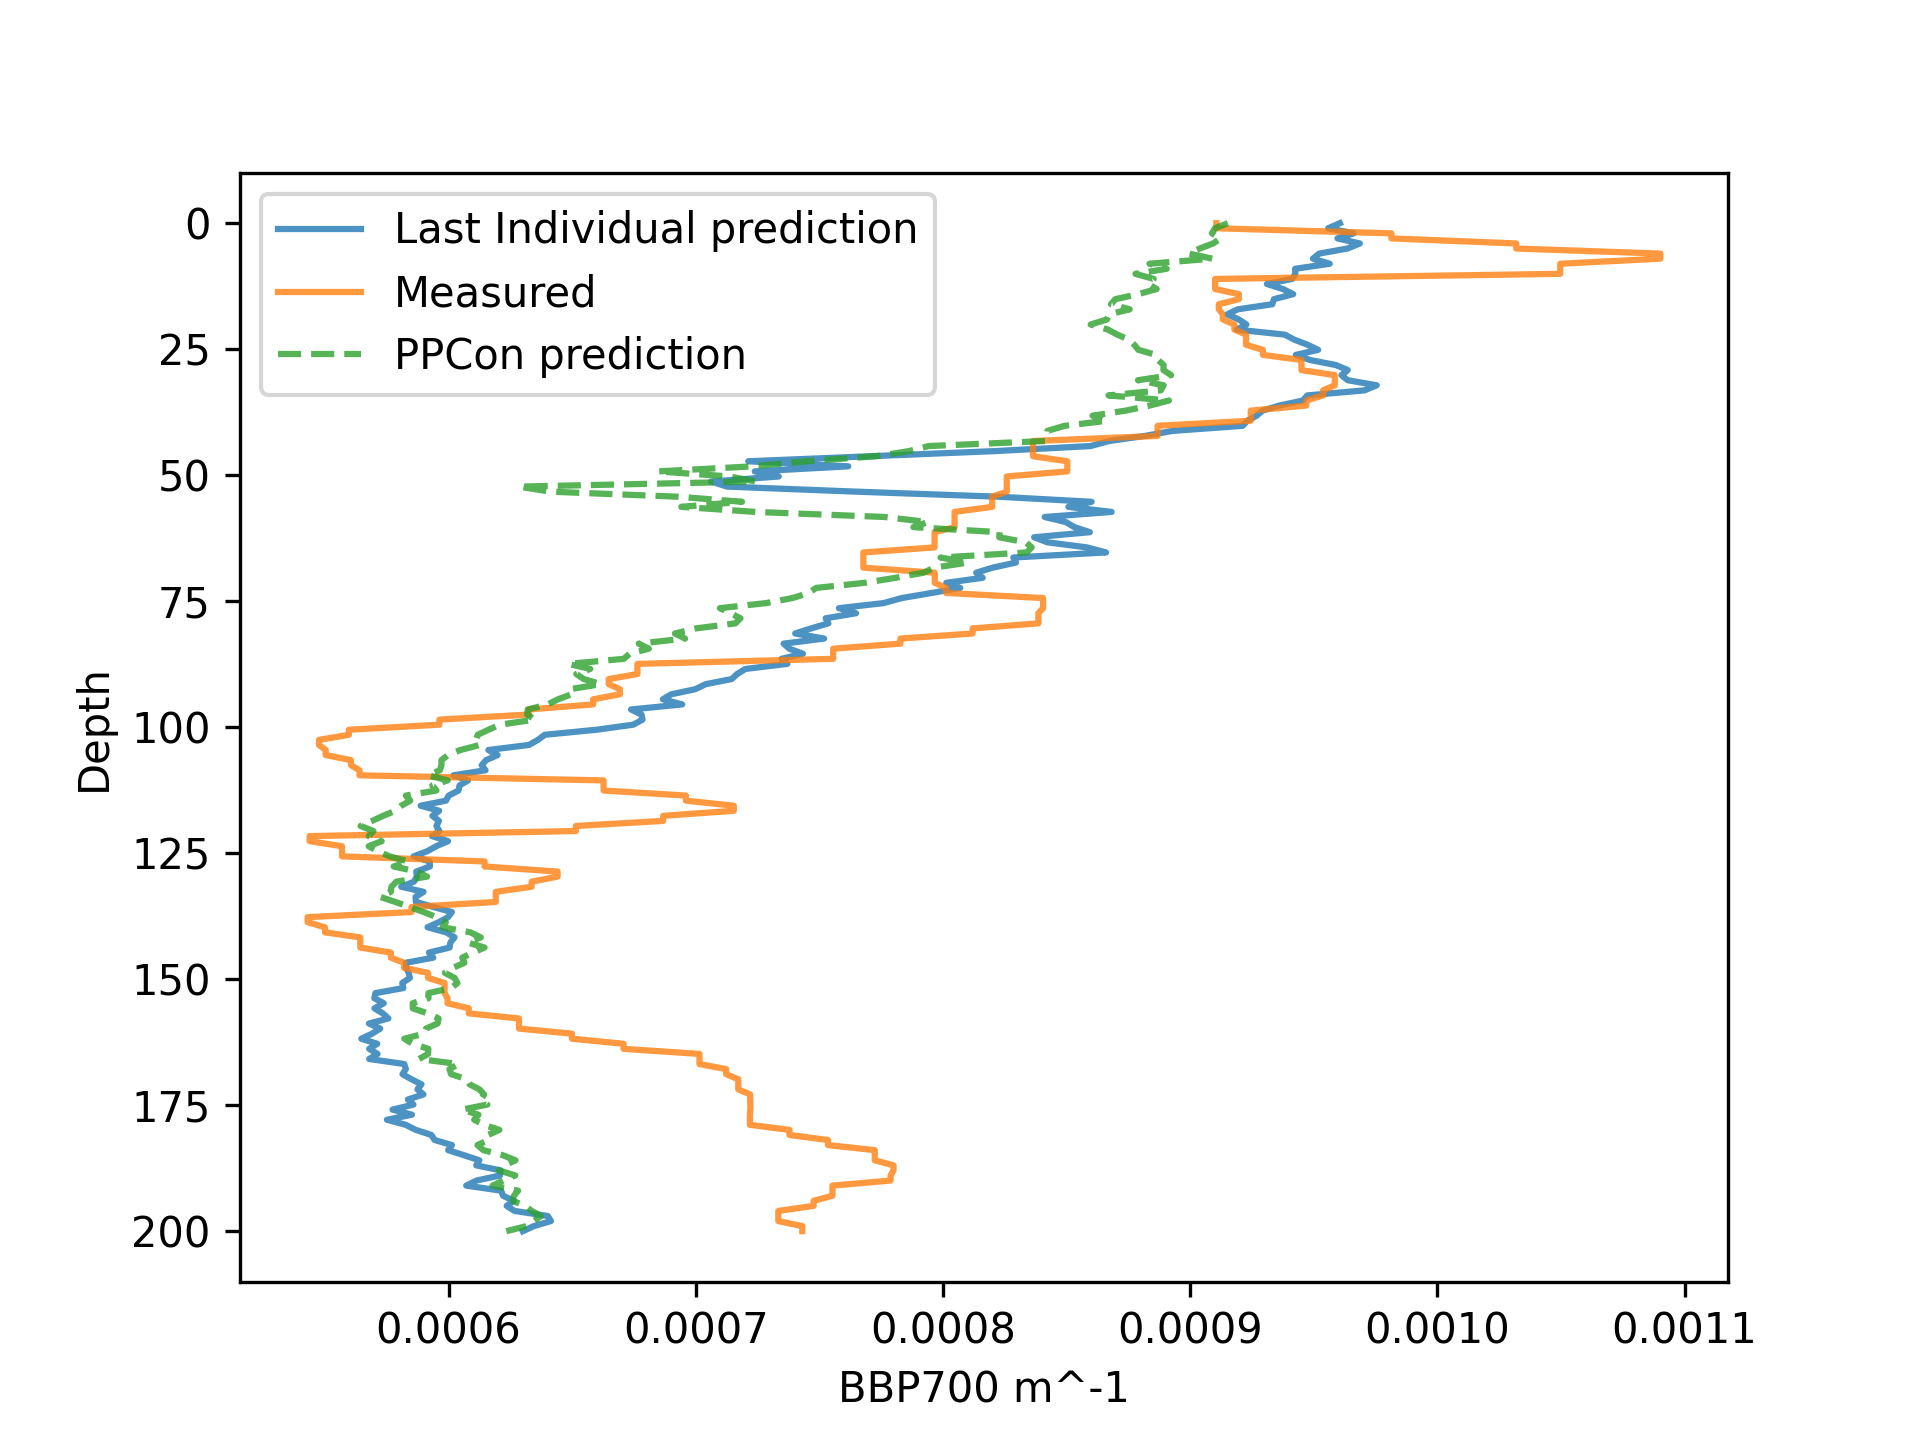 Last Individual prediction
Measured
PPCon prediction
0
25
50
75
100
125
150
175
200
Depth
0.0006 0.0007 0.0008 0.0009 0.0010 0.0011
BBP700 m^-1